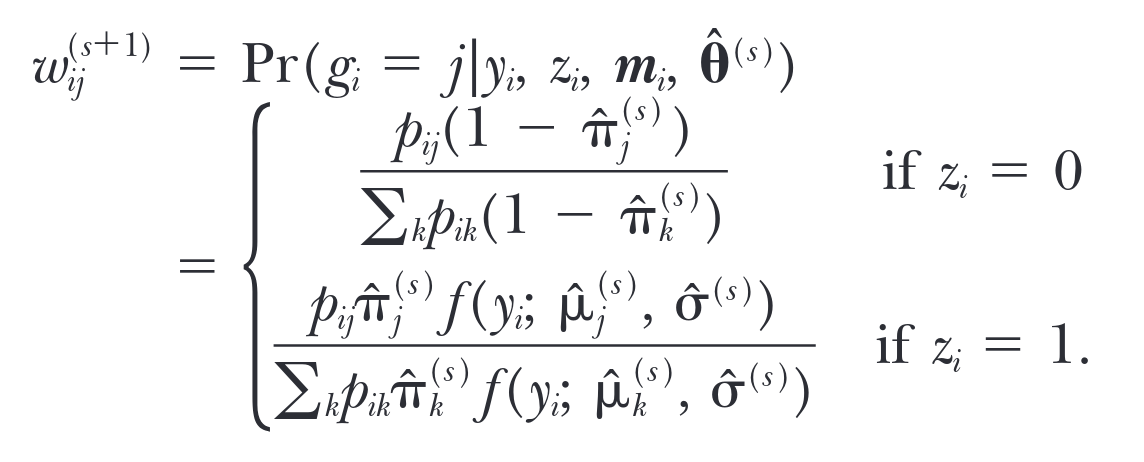 w_{ij}^{(s+1)} = Pr(g_i = j|y_i, z_i, m_i, θ̂^{(s)})
= { p_{ij}(1 − π̂_j^{(s)}) / ∑_k p_{ik}(1 − π̂_k^{(s)}) if z_i = 0
p_{ij}π̂_j^{(s)} f(y_i; μ̂_j^{(s)}, σ̂^{(s)}) / ∑_k p_{ik}π̂_k^{(s)} f(y_i; μ̂_k^{(s)}, σ̂^{(s)}) if z_i = 1.